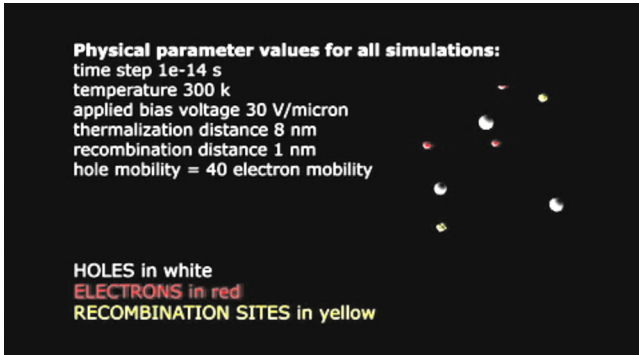 Physical parameter values for all simulations:
time step 1e-14 s
temperature 300 k
applied bias voltage 30 V/micron
thermalization distance 8 nm
recombination distance 1 nm
hole mobility = 40 electron mobility
HOLES in white
ELECTRONS in red
RECOMBINATION SITES in yellow